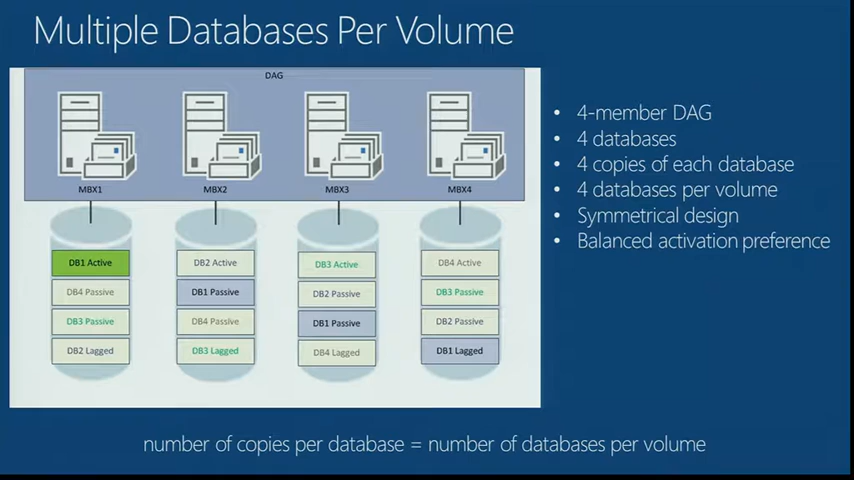 Multiple Databases Per Volume
DAG
MBX1
MBX2
MBX3
MBX4
DB1 Active
DB4 Passive
DB3 Passive
DB2 Lagged
DB2 Active
DB1 Passive
DB4 Passive
DB3 Lagged
DB3 Active
DB2 Passive
DB1 Passive
DB4 Lagged
DB4 Active
DB3 Passive
DB2 Passive
DB1 Lagged
• 4-member DAG
• 4 databases
• 4 copies of each database
• 4 databases per volume
• Symmetrical design
• Balanced activation preference
number of copies per database = number of databases per volume